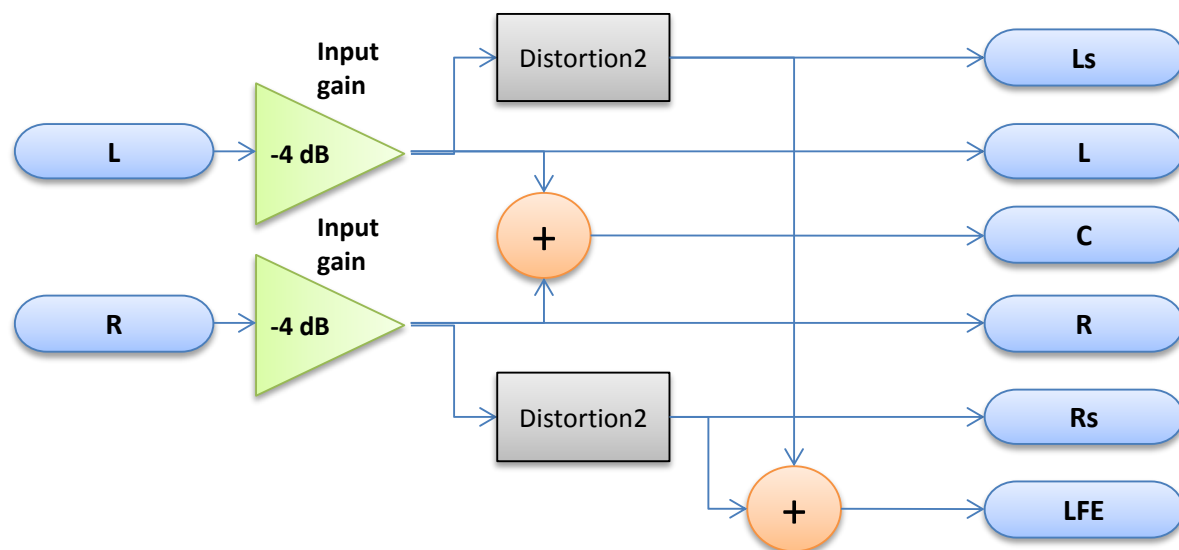 Input
gain
Distortion2
Ls
L
-4 dB
L
Input
gain
+
C
R
-4 dB
R
Distortion2
Rs
+
LFE